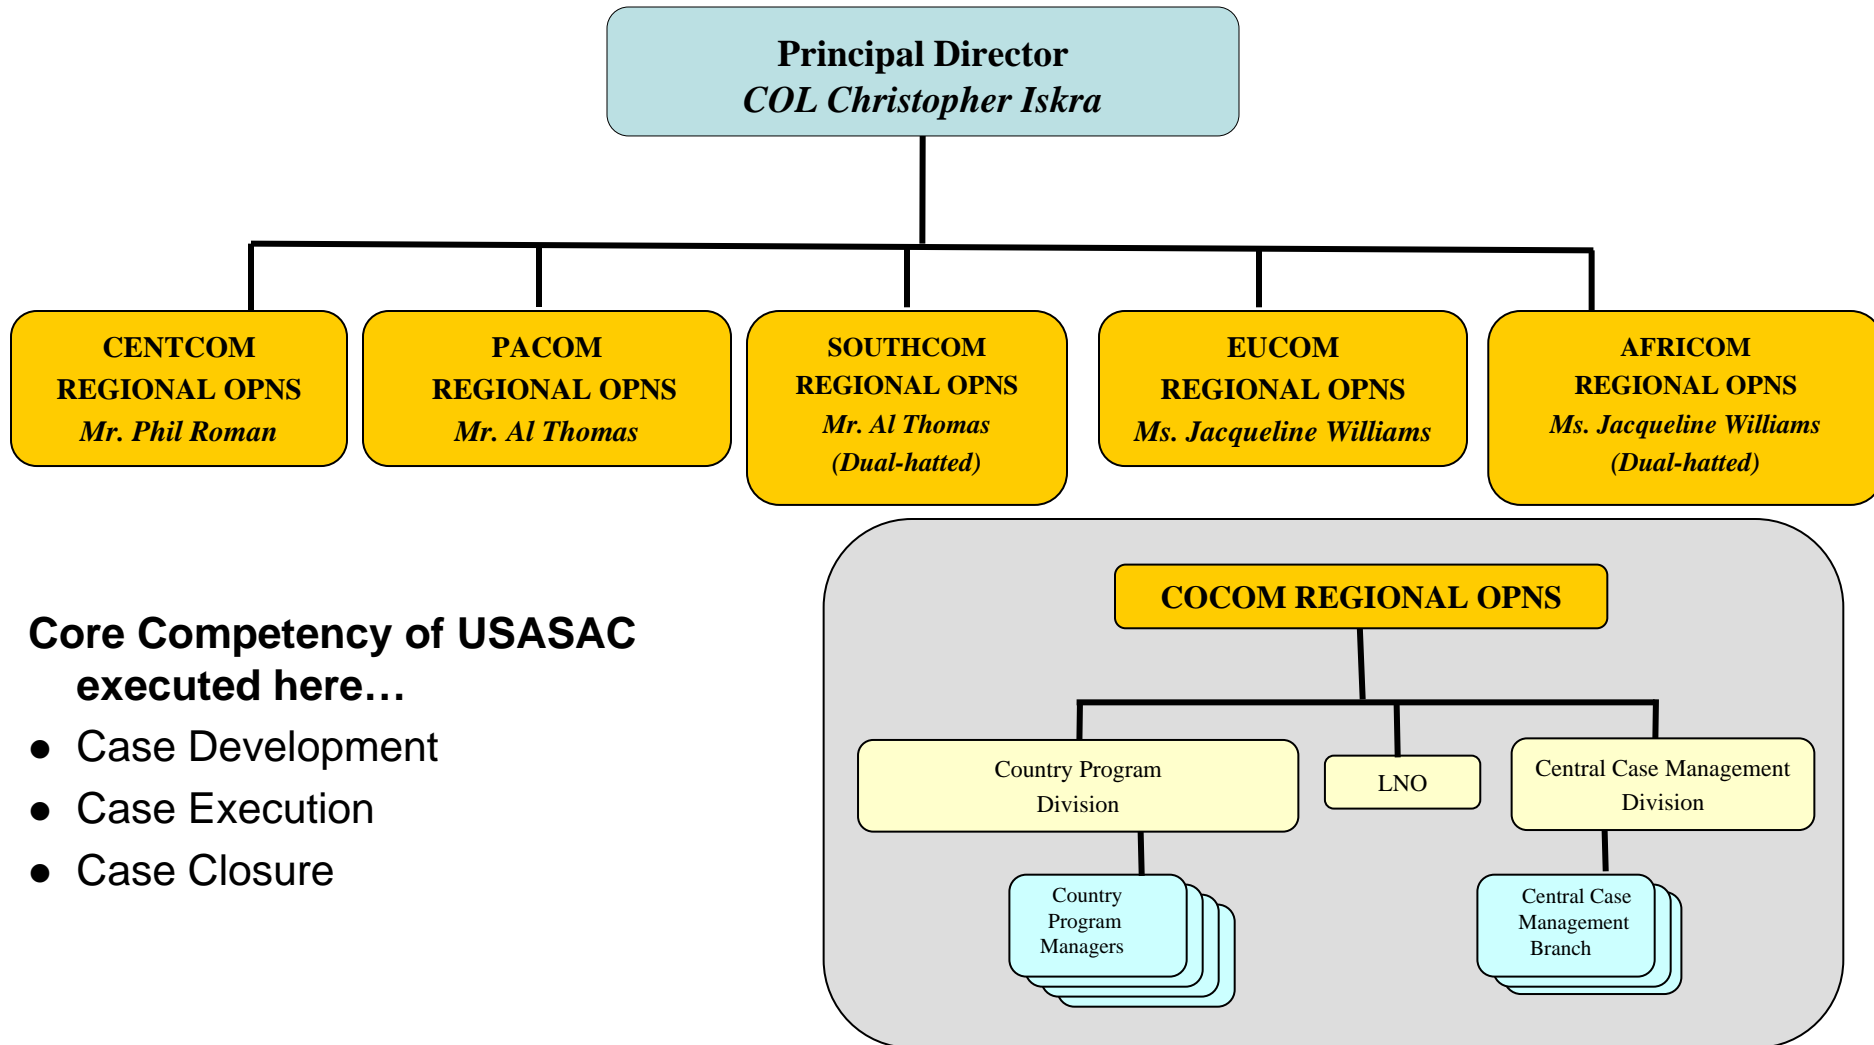 Principal Director
COL Christopher Iskra
CENTCOM
REGIONAL OPNS
Mr. Phil Roman
PACOM
REGIONAL OPNS
Mr. Al Thomas
SOUTHCOM
REGIONAL OPNS
Mr. Al Thomas
(Dual-hatted)
EUCOM
REGIONAL OPNS
Ms. Jacqueline Williams
AFRICOM
REGIONAL OPNS
Ms. Jacqueline Williams
(Dual-hatted)
Core Competency of USASAC
executed here…
● Case Development
● Case Execution
● Case Closure
COCOM REGIONAL OPNS
Country Program
Division
LNO
Central Case Management
Division
Country
Program
Managers
Central Case
Management
Branch